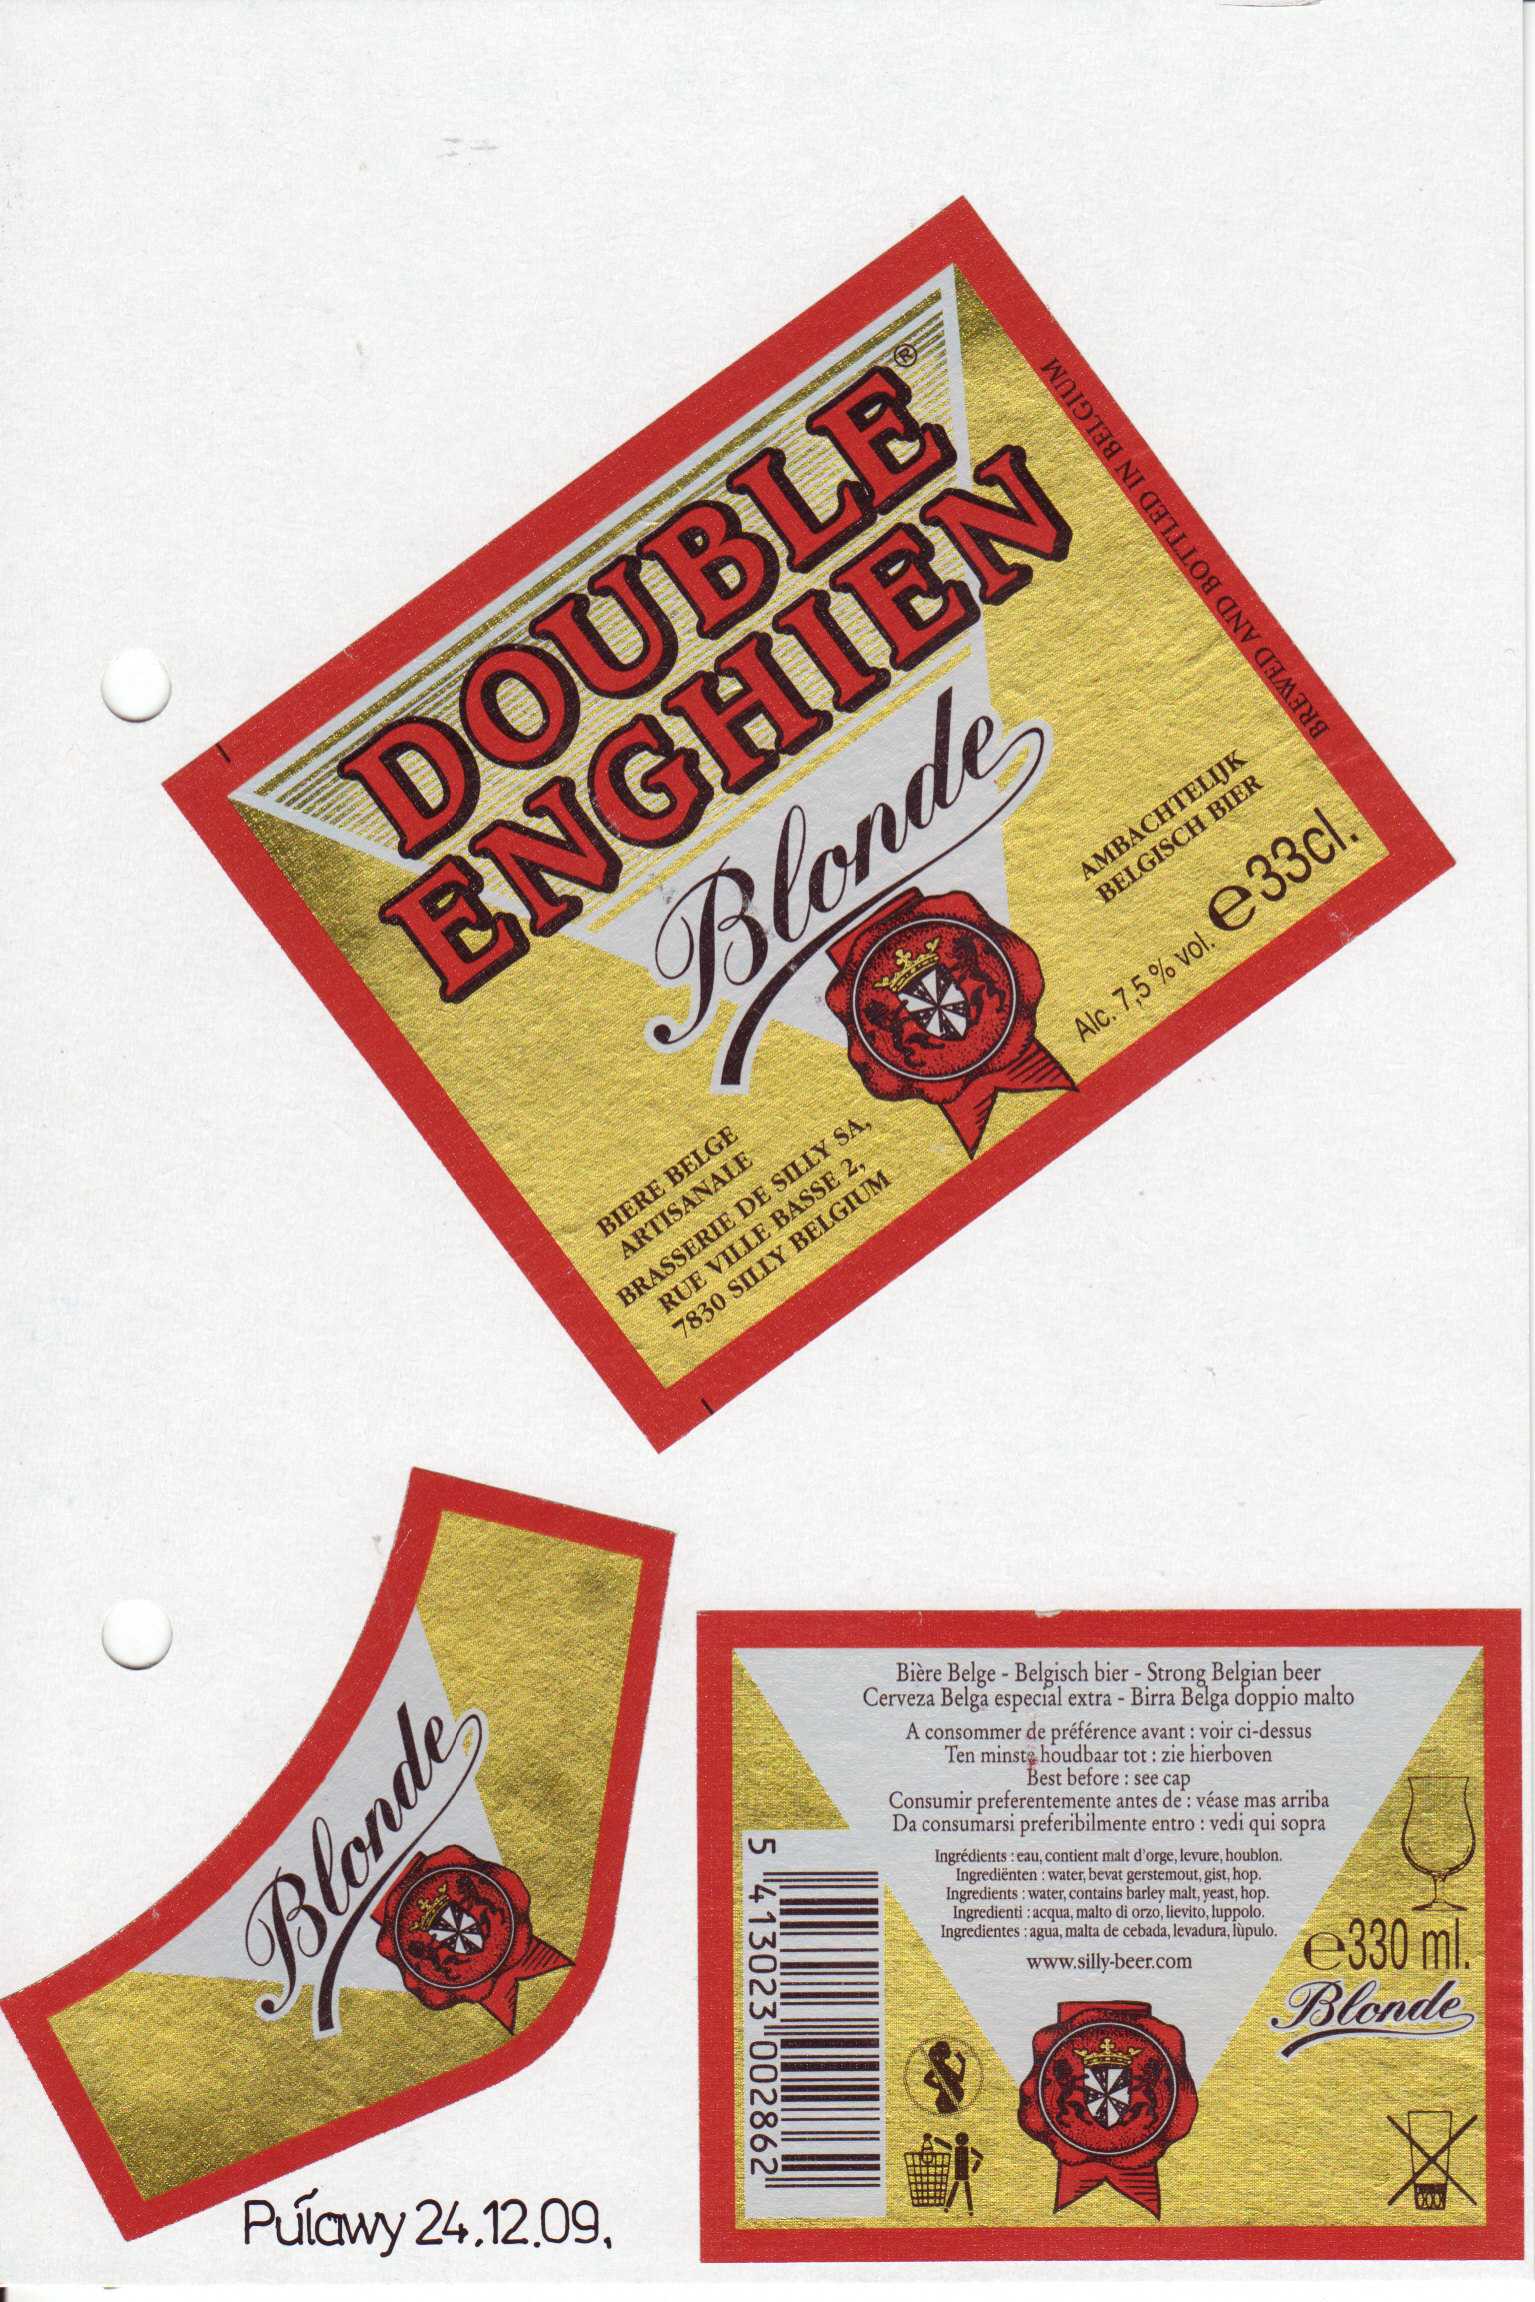 DOUBLE®
ENGHIEN
Blonde
BREWED AND BOTTLED IN BELGIUM
AMBACHTELIJK
BELGISCH BIER
Alc. 7,5 % vol. e33cl.
BIERE BELGE
ARTISANALE
BRASSERIE DE SILLY SA,
RUE VILLE BASSE 2,
7830 SILLY BELGIUM
Blonde
Bière Belge - Belgisch bier - Strong Belgian beer
Cerveza Belga especial extra - Birra Belga doppio malto
A consommer de préférence avant : voir ci-dessus
Ten minste houdbaar tot : zie hierboven
Best before : see cap
Consumir preferentemente antes de : véase mas arriba
Da consumarsi preferibilmente entro : vedi qui sopra
Ingrédients : eau, contient malt d'orge, levure, houblon.
Ingrediënten : water, bevat gerstemout, gist, hop.
Ingredients : water, contains barley malt, yeast, hop.
Ingredienti : acqua, malto di orzo, lievito, luppolo.
Ingredientes : agua, malta de cebada, levadura, lùpulo.
www.silly-beer.com
e330 ml.
Blonde
5 413023 002862
Puławy 24.12.09.